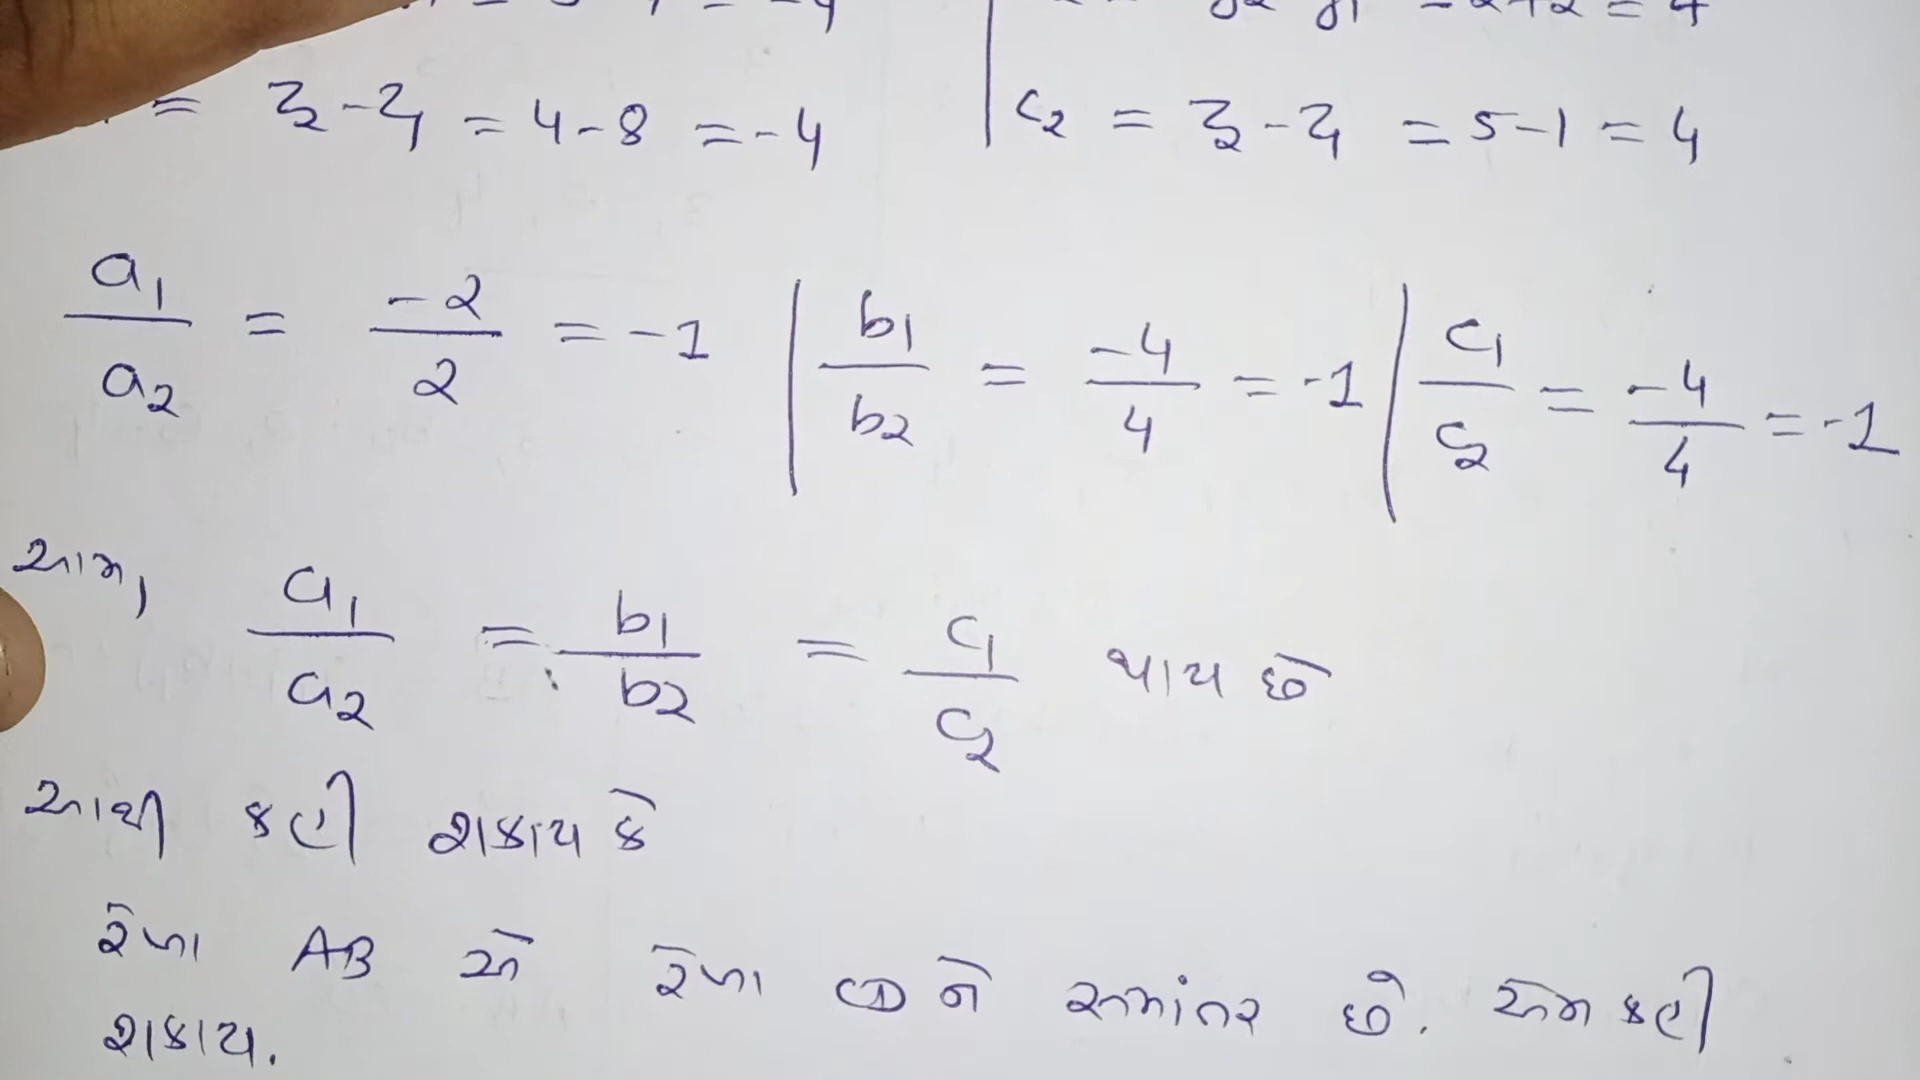 = z₂ - z₁ = 4 - 8 = -4 | c₂ = z₂ - z₁ = 5 - 1 = 4
a₁/a₂ = -2/2 = -1 | b₁/b₂ = -4/4 = -1 | c₁/c₂ = -4/4 = -1
આમ, a₁/a₂ = b₁/b₂ = c₁/c₂ થાય છે
આથી કહી શકાય કે
રેખા AB એ રેખા CD ને સમાંતર છે. એમ કહી
શકાય.